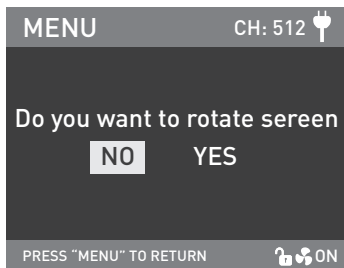 MENU CH: 512
Do you want to rotate sereen
NO YES
PRESS “MENU” TO RETURN ON